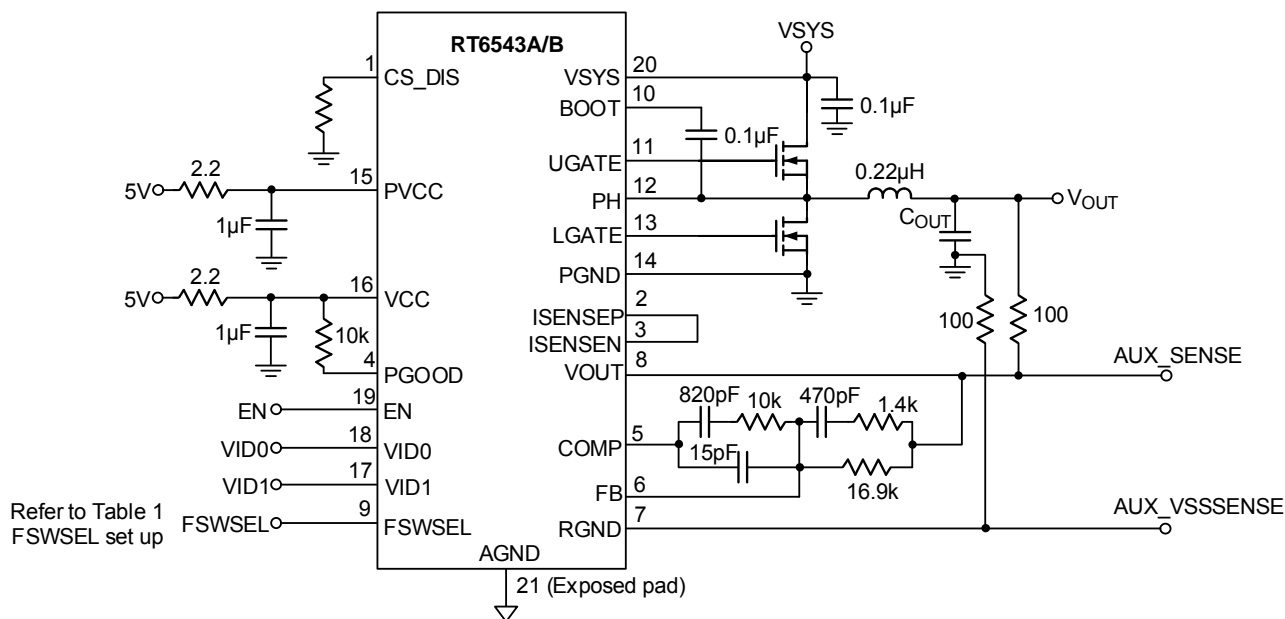 RT6543A/B
VSYS
1
CS_DIS
20
VSYS
0.1µF
10
BOOT
0.1µF
11
UGATE
2.2
5V
15
PVCC
1µF
12
PH
0.22µH
VOUT
COUT
13
LGATE
14
PGND
2.2
5V
16
VCC
1µF
10k
2
ISENSEP
3
ISENSEN
100
100
4
PGOOD
8
VOUT
AUX_SENSE
19
EN
EN
820pF
10k
470pF
1.4k
18
VID0
VID0
5
COMP
15pF
16.9k
17
VID1
VID1
6
FB
Refer to Table 1
FSWSEL set up
9
FSWSEL
FSWSEL
7
RGND
AUX_VSSSENSE
AGND
21 (Exposed pad)